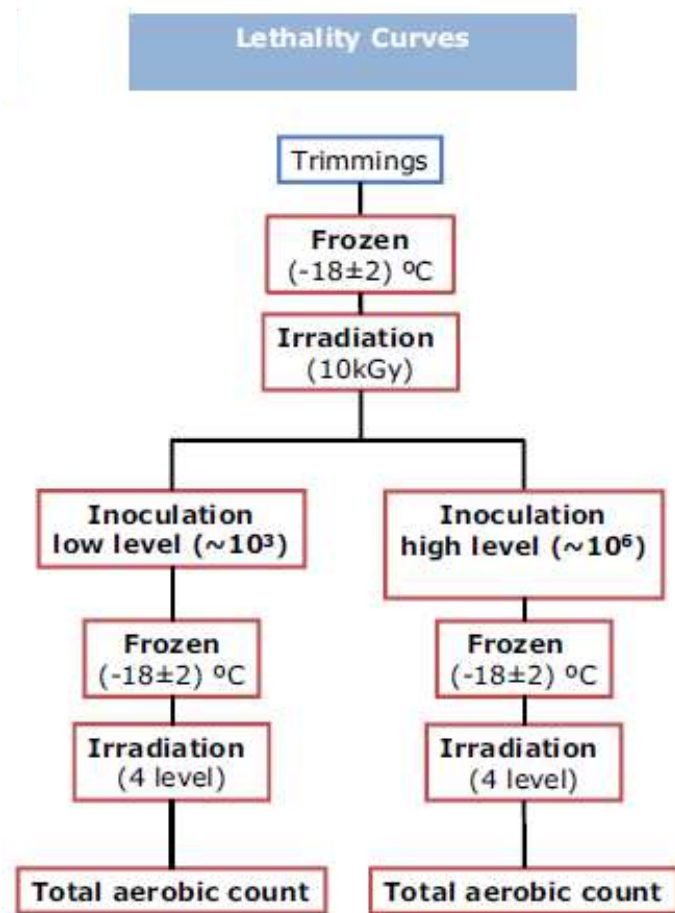 Lethality Curves
Trimmings
Frozen
(-18±2) ºC
Irradiation
(10kGy)
Inoculation
low level (~10³)
Inoculation
high level (~10⁶)
Frozen
(-18±2) ºC
Frozen
(-18±2) ºC
Irradiation
(4 level)
Irradiation
(4 level)
Total aerobic count
Total aerobic count